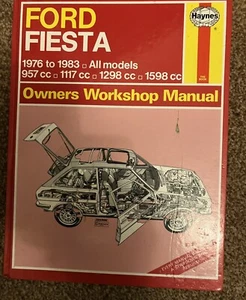 FORD
FIESTA
Haynes
1976 to 1983 □ All models
957 cc □ 1117 cc □ 1298 cc □ 1598 cc
Owners Workshop Manual